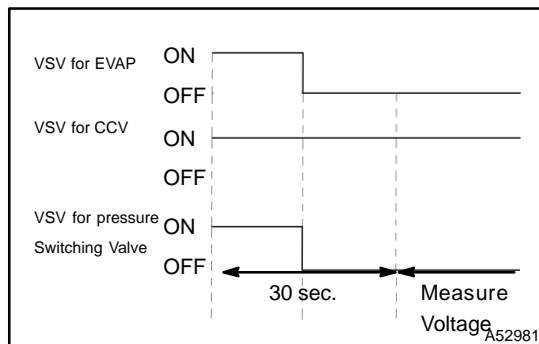 VSV for EVAP
ON
OFF
VSV for CCV
ON
OFF
VSV for pressure
Switching Valve
ON
OFF
30 sec.
Measure
Voltage
A52981